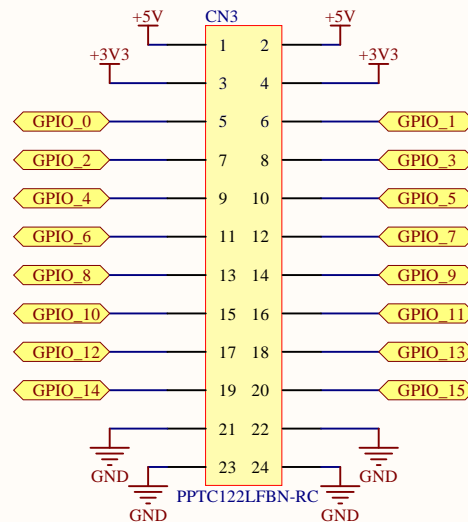 CN3
+5V +5V
1 2
+3V3 +3V3
3 4
GPIO_0 5 6 GPIO_1
GPIO_2 7 8 GPIO_3
GPIO_4 9 10 GPIO_5
GPIO_6 11 12 GPIO_7
GPIO_8 13 14 GPIO_9
GPIO_10 15 16 GPIO_11
GPIO_12 17 18 GPIO_13
GPIO_14 19 20 GPIO_15
21 22
GND GND
23 24
PPTC122LFBN-RC
GND GND